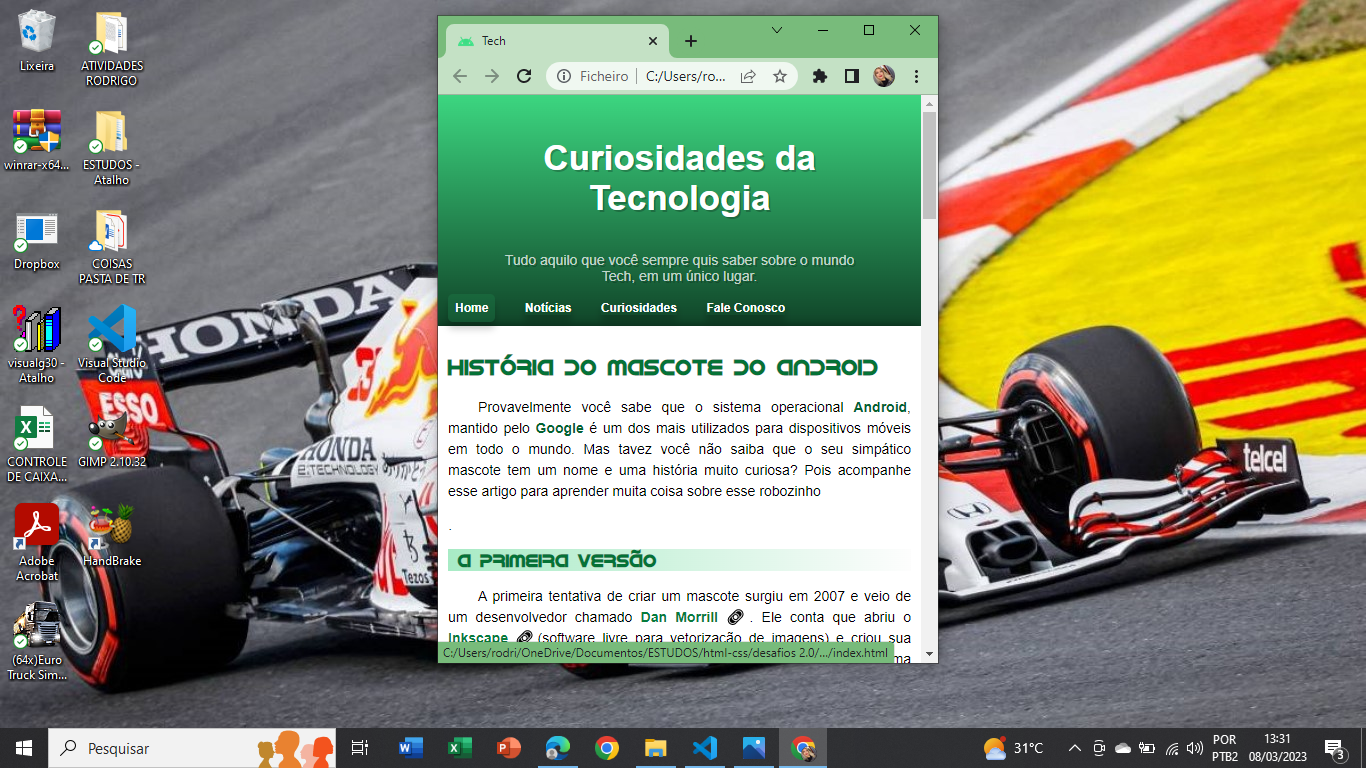 Lixeira
ATIVIDADES
RODRIGO
winrar-x64...
ESTUDOS -
Atalho
Dropbox
COISAS
PASTA DE TR
visualg30 -
Atalho
Visual Studio
Code
CONTROLE
DE CAIXA...
GIMP 2.10.32
Adobe
Acrobat
HandBrake
(64x)Euro
Truck Sim...
HONDA
ESSO
HONDA
Tezos
telcel
Tech
Ficheiro
C:/Users/ro...
Curiosidades da
Tecnologia
Tudo aquilo que você sempre quis saber sobre o mundo
Tech, em um único lugar.
Home Notícias Curiosidades Fale Conosco
História do Mascote do Android
Provavelmente você sabe que o sistema operacional Android,
mantido pelo Google é um dos mais utilizados para dispositivos móveis
em todo o mundo. Mas tavez você não saiba que o seu simpático
mascote tem um nome e uma história muito curiosa? Pois acompanhe
esse artigo para aprender muita coisa sobre esse robozinho
.
A primeira versão
A primeira tentativa de criar um mascote surgiu em 2007 e veio de
um desenvolvedor chamado Dan Morrill . Ele conta que abriu o
Inkscape (software livre para vetorização de imagens) e criou sua
ma
C:/Users/rodri/OneDrive/Documentos/ESTUDOS/html-css/desafios 2.0/.../index.html
Pesquisar
31°C
POR
PTB2
13:31
08/03/2023
3